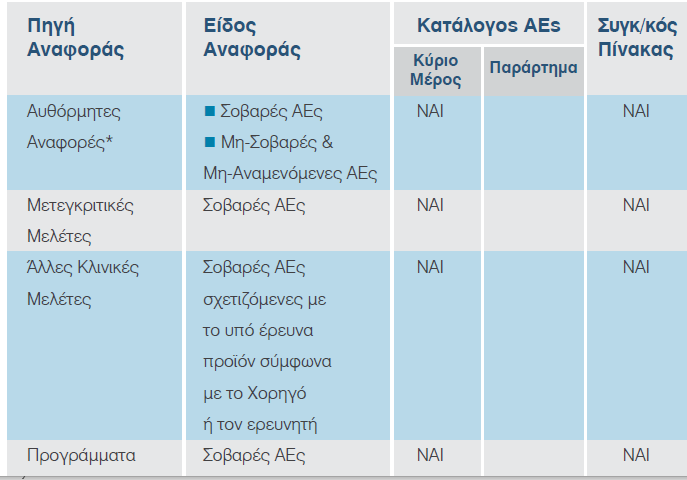 Πηγή Αναφοράς
Είδος Αναφοράς
Κατάλογος AEs
Κύριο Μέρος
Παράρτημα
Συγκ/κός Πίνακας
Αυθόρμητες Αναφορές*
■ Σοβαρές AEs
■ Μη-Σοβαρές &
Μη-Αναμενόμενες AEs
ΝΑΙ
ΝΑΙ
Μετεγκριτικές Μελέτες
Σοβαρές AEs
ΝΑΙ
ΝΑΙ
Άλλες Κλινικές Μελέτες
Σοβαρές AEs
σχετιζόμενες με
το υπό έρευνα
προϊόν σύμφωνα
με το Χορηγό
ή τον ερευνητή
ΝΑΙ
ΝΑΙ
Προγράμματα
Σοβαρές AEs
ΝΑΙ
ΝΑΙ